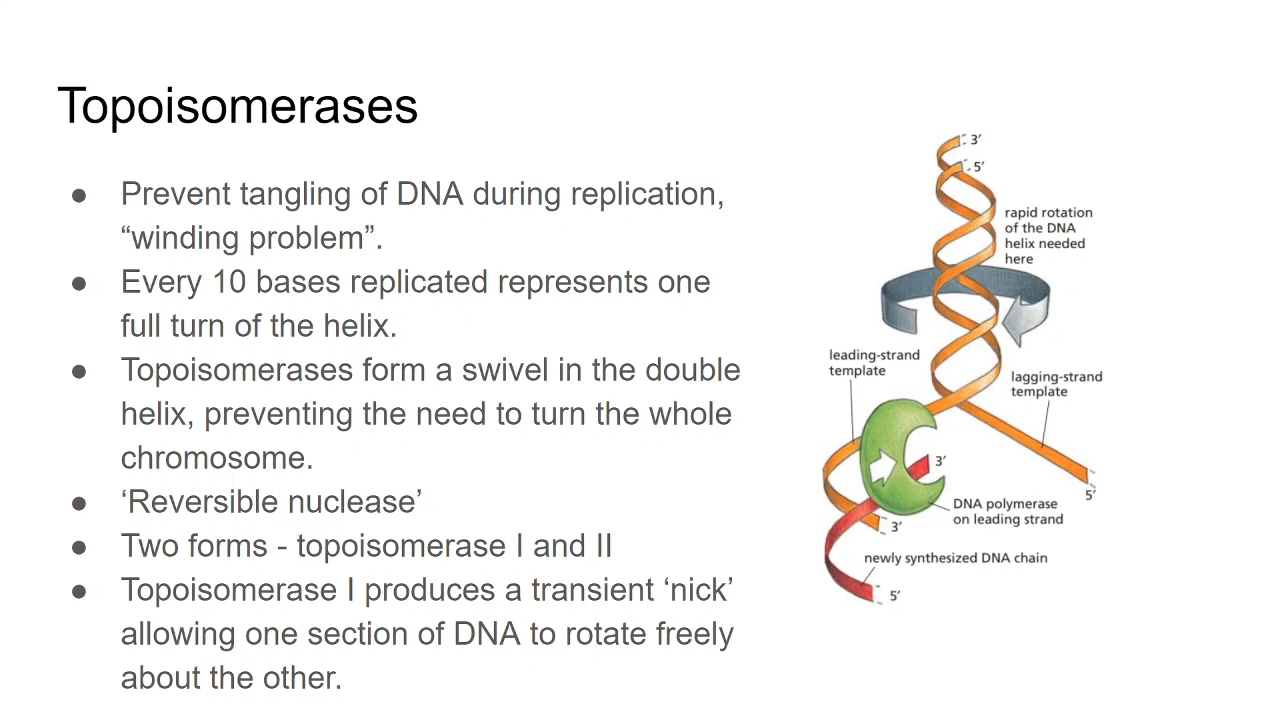 Topoisomerases
● Prevent tangling of DNA during replication,
“winding problem”.
● Every 10 bases replicated represents one
full turn of the helix.
● Topoisomerases form a swivel in the double
helix, preventing the need to turn the whole
chromosome.
● ‘Reversible nuclease’
● Two forms - topoisomerase I and II
● Topoisomerase I produces a transient ‘nick’
allowing one section of DNA to rotate freely
about the other.
3′
5′
rapid rotation
of the DNA
helix needed
here
leading-strand
template
lagging-strand
template
3′
5′
DNA polymerase
on leading strand
3′
newly synthesized DNA chain
5′